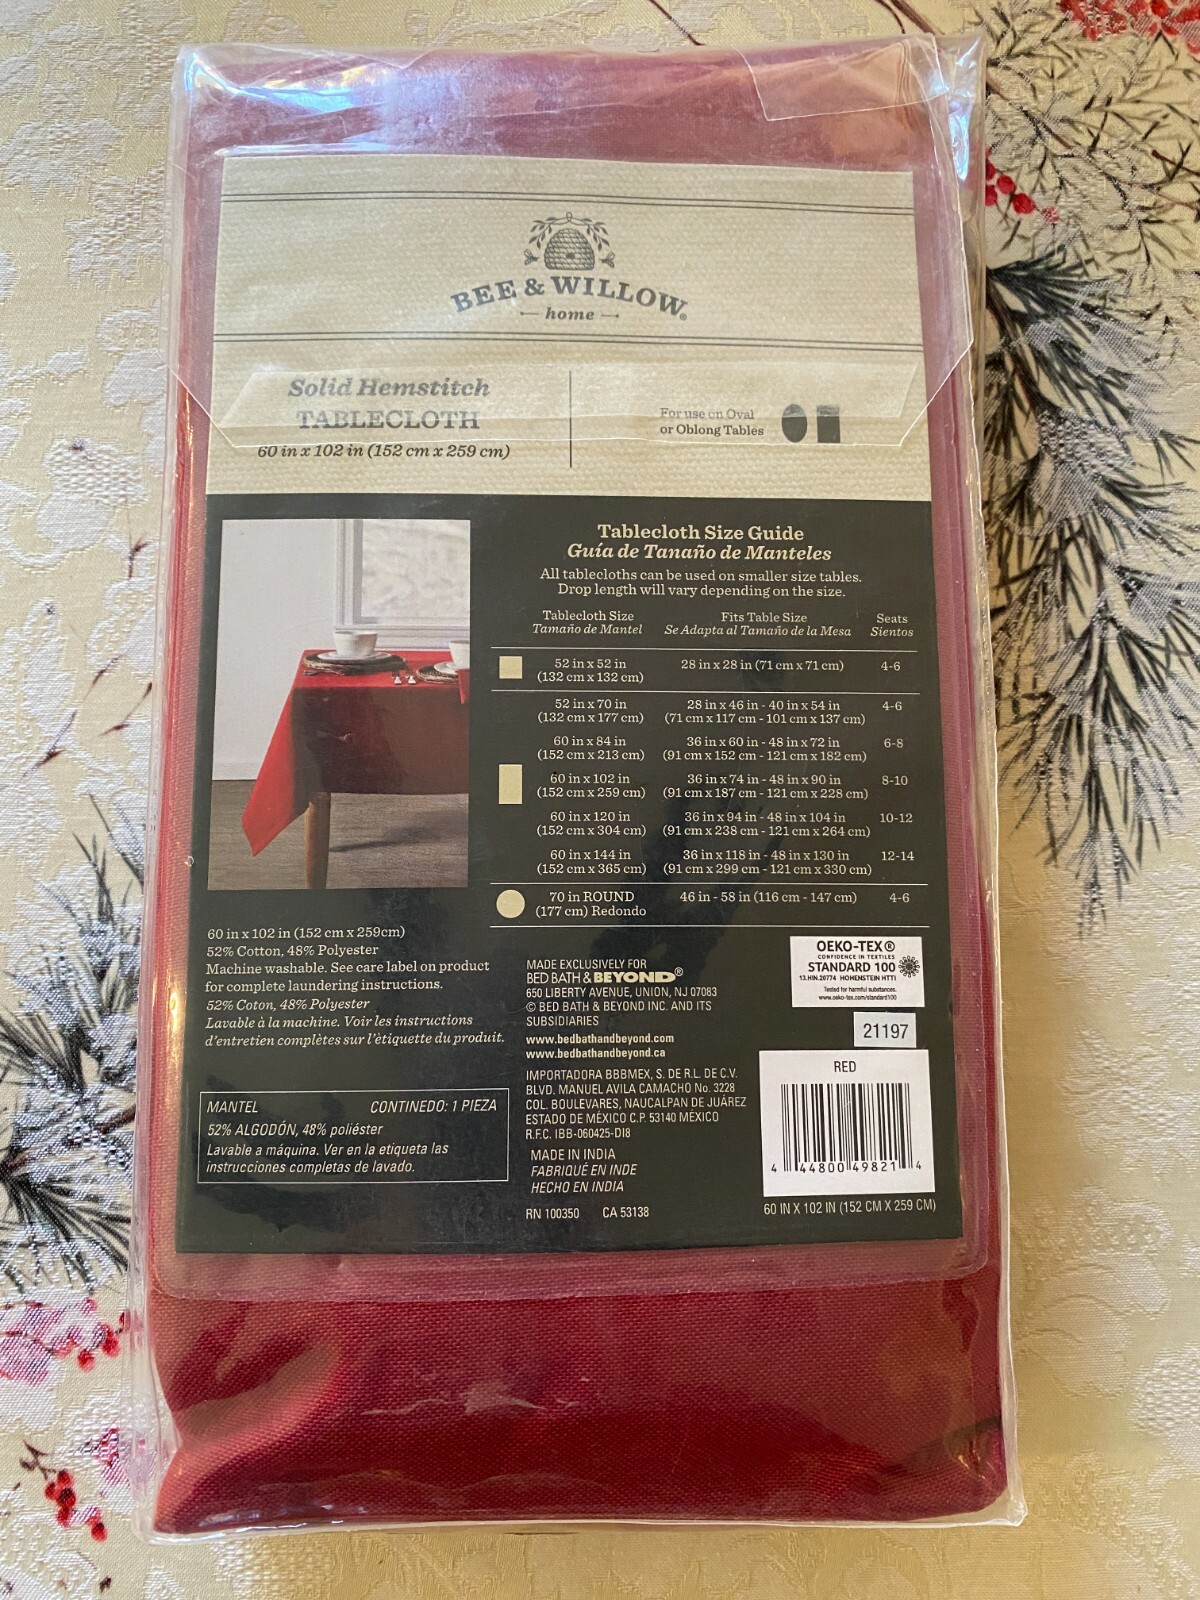 BEE & WILLOW®
home
Solid Hemstitch
TABLECLOTH
60 in x 102 in (152 cm x 259 cm)
For use on Oval
or Oblong Tables
Tablecloth Size Guide
Guía de Tanaño de Manteles
All tablecloths can be used on smaller size tables.
Drop length will vary depending on the size.
Tablecloth Size Fits Table Size Seats
Tamaño de Mantel Se Adapta al Tamaño de la Mesa Sientos
52 in x 52 in 28 in x 28 in (71 cm x 71 cm) 4-6
(132 cm x 132 cm)
52 in x 70 in 28 in x 46 in - 40 in x 54 in 4-6
(132 cm x 177 cm) (71 cm x 117 cm - 101 cm x 137 cm)
60 in x 84 in 36 in x 60 in - 48 in x 72 in 6-8
(152 cm x 213 cm) (91 cm x 152 cm - 121 cm x 182 cm)
60 in x 102 in 36 in x 74 in - 48 in x 90 in 8-10
(152 cm x 259 cm) (91 cm x 187 cm - 121 cm x 228 cm)
60 in x 120 in 36 in x 94 in - 48 in x 104 in 10-12
(152 cm x 304 cm) (91 cm x 238 cm - 121 cm x 264 cm)
60 in x 144 in 36 in x 118 in - 48 in x 130 in 12-14
(152 cm x 365 cm) (91 cm x 299 cm - 121 cm x 330 cm)
70 in ROUND 46 in - 58 in (116 cm - 147 cm) 4-6
(177 cm) Redondo
60 in x 102 in (152 cm x 259cm)
52% Cotton, 48% Polyester
Machine washable. See care label on product
for complete laundering instructions.
52% Coton, 48% Polyester
Lavable à la machine. Voir les instructions
d'entretien complètes sur l'ètiquette du produit.
MANTEL CONTINEDO: 1 PIEZA
52% ALGODÓN, 48% poliéster
Lavable a máquina. Ver en la etiqueta las
instrucciones completas de lavado.
MADE EXCLUSIVELY FOR
BED BATH & BEYOND®
650 LIBERTY AVENUE, UNION, NJ 07083
© BED BATH & BEYOND INC. AND ITS
SUBSIDIARIES
www.bedbathandbeyond.com
www.bedbathandbeyond.ca
IMPORTADORA BBBMEX, S. DE R.L. DE C.V.
BLVD. MANUEL AVILA CAMACHO No. 3228
COL. BOULEVARES, NAUCALPAN DE JUÁREZ
ESTADO DE MÉXICO C.P. 53140 MÉXICO
R.F.C. IBB-060425-DI8
MADE IN INDIA
FABRIQUÉ EN INDE
HECHO EN INDIA
RN 100350 CA 53138
OEKO-TEX®
CONFIDENCE IN TEXTILES
STANDARD 100
13.HIN.20774 HOHENSTEIN HTTI
Tested for harmful substances.
www.oeko-tex.com/standard100
21197
RED
4 44800 49821 4
60 IN X 102 IN (152 CM X 259 CM)